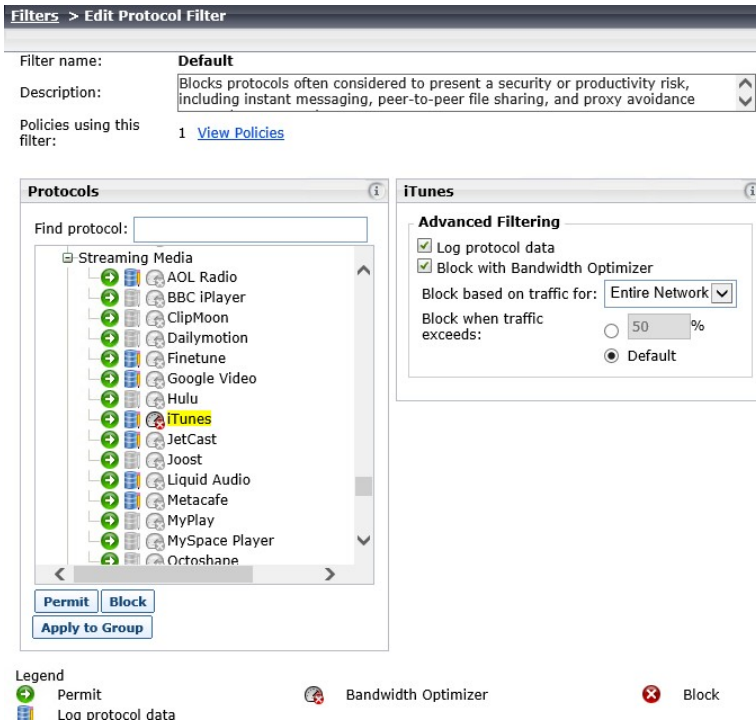 Filters > Edit Protocol Filter
Filter name: Default
Description: Blocks protocols often considered to present a security or productivity risk,
including instant messaging, peer-to-peer file sharing, and proxy avoidance
Policies using this
filter: 1 View Policies
Protocols
Find protocol:
Streaming Media
AOL Radio
BBC iPlayer
ClipMoon
Dailymotion
Finetune
Google Video
Hulu
iTunes
JetCast
Joost
Liquid Audio
Metacafe
MyPlay
MySpace Player
Octoshape
Permit Block
Apply to Group
iTunes
Advanced Filtering
Log protocol data
Block with Bandwidth Optimizer
Block based on traffic for: Entire Network
Block when traffic
exceeds: 50 %
Default
Legend
Permit Bandwidth Optimizer Block
Log protocol data